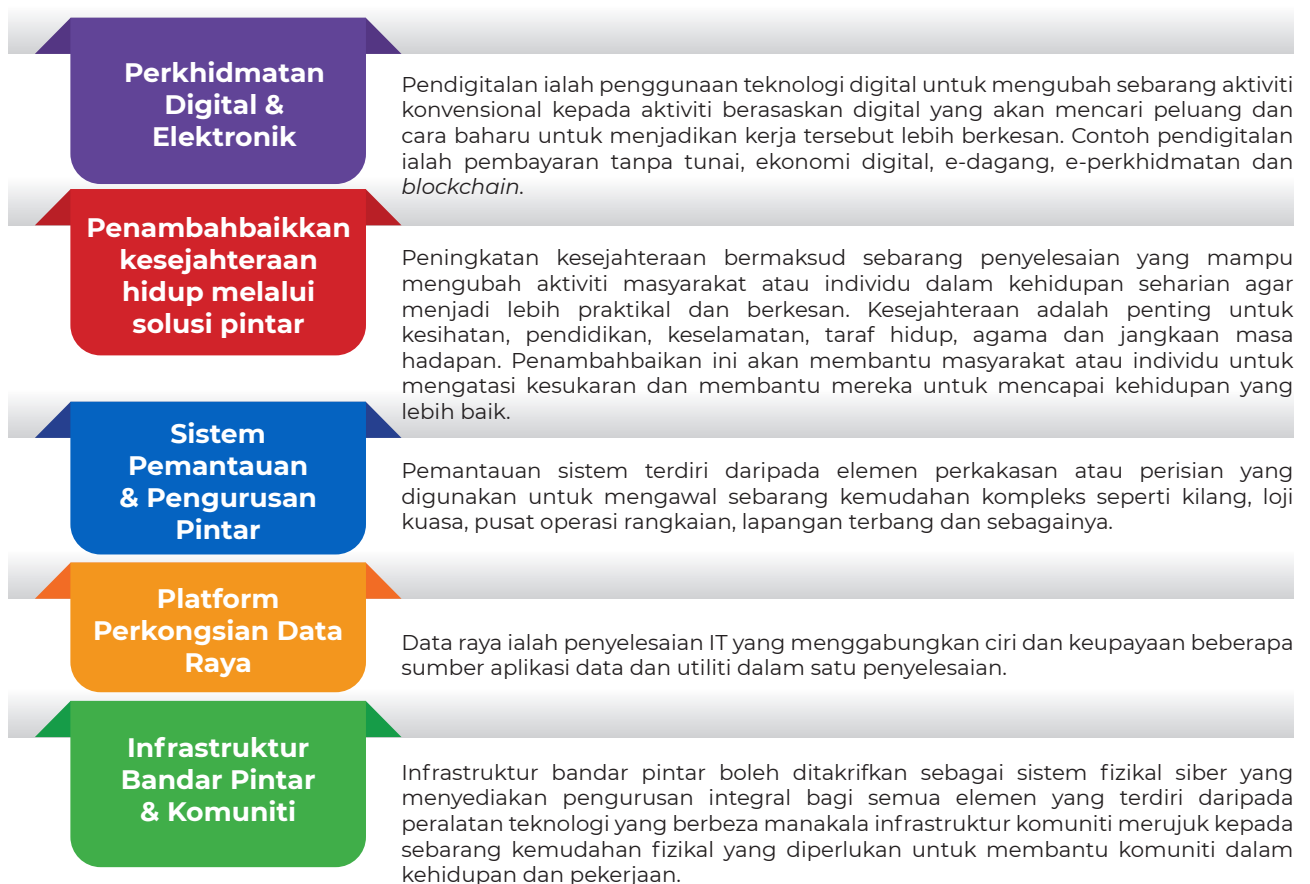 Perkhidmatan
Digital &
Elektronik
Pendigitalan ialah penggunaan teknologi digital untuk mengubah sebarang aktiviti
konvensional kepada aktiviti berasaskan digital yang akan mencari peluang dan
cara baharu untuk menjadikan kerja tersebut lebih berkesan. Contoh pendigitalan
ialah pembayaran tanpa tunai, ekonomi digital, e-dagang, e-perkhidmatan dan
blockchain.
Penambahbaikkan
kesejahteraan
hidup melalui
solusi pintar
Peningkatan kesejahteraan bermaksud sebarang penyelesaian yang mampu
mengubah aktiviti masyarakat atau individu dalam kehidupan seharian agar
menjadi lebih praktikal dan berkesan. Kesejahteraan adalah penting untuk
kesihatan, pendidikan, keselamatan, taraf hidup, agama dan jangkaan masa
hadapan. Penambahbaikan ini akan membantu masyarakat atau individu untuk
mengatasi kesukaran dan membantu mereka untuk mencapai kehidupan yang
lebih baik.
Sistem
Pemantauan
& Pengurusan
Pintar
Pemantauan sistem terdiri daripada elemen perkakasan atau perisian yang
digunakan untuk mengawal sebarang kemudahan kompleks seperti kilang, loji
kuasa, pusat operasi rangkaian, lapangan terbang dan sebagainya.
Platform
Perkongsian Data
Raya
Data raya ialah penyelesaian IT yang menggabungkan ciri dan keupayaan beberapa
sumber aplikasi data dan utiliti dalam satu penyelesaian.
Infrastruktur
Bandar Pintar
& Komuniti
Infrastruktur bandar pintar boleh ditakrifkan sebagai sistem fizikal siber yang
menyediakan pengurusan integral bagi semua elemen yang terdiri daripada
peralatan teknologi yang berbeza manakala infrastruktur komuniti merujuk kepada
sebarang kemudahan fizikal yang diperlukan untuk membantu komuniti dalam
kehidupan dan pekerjaan.